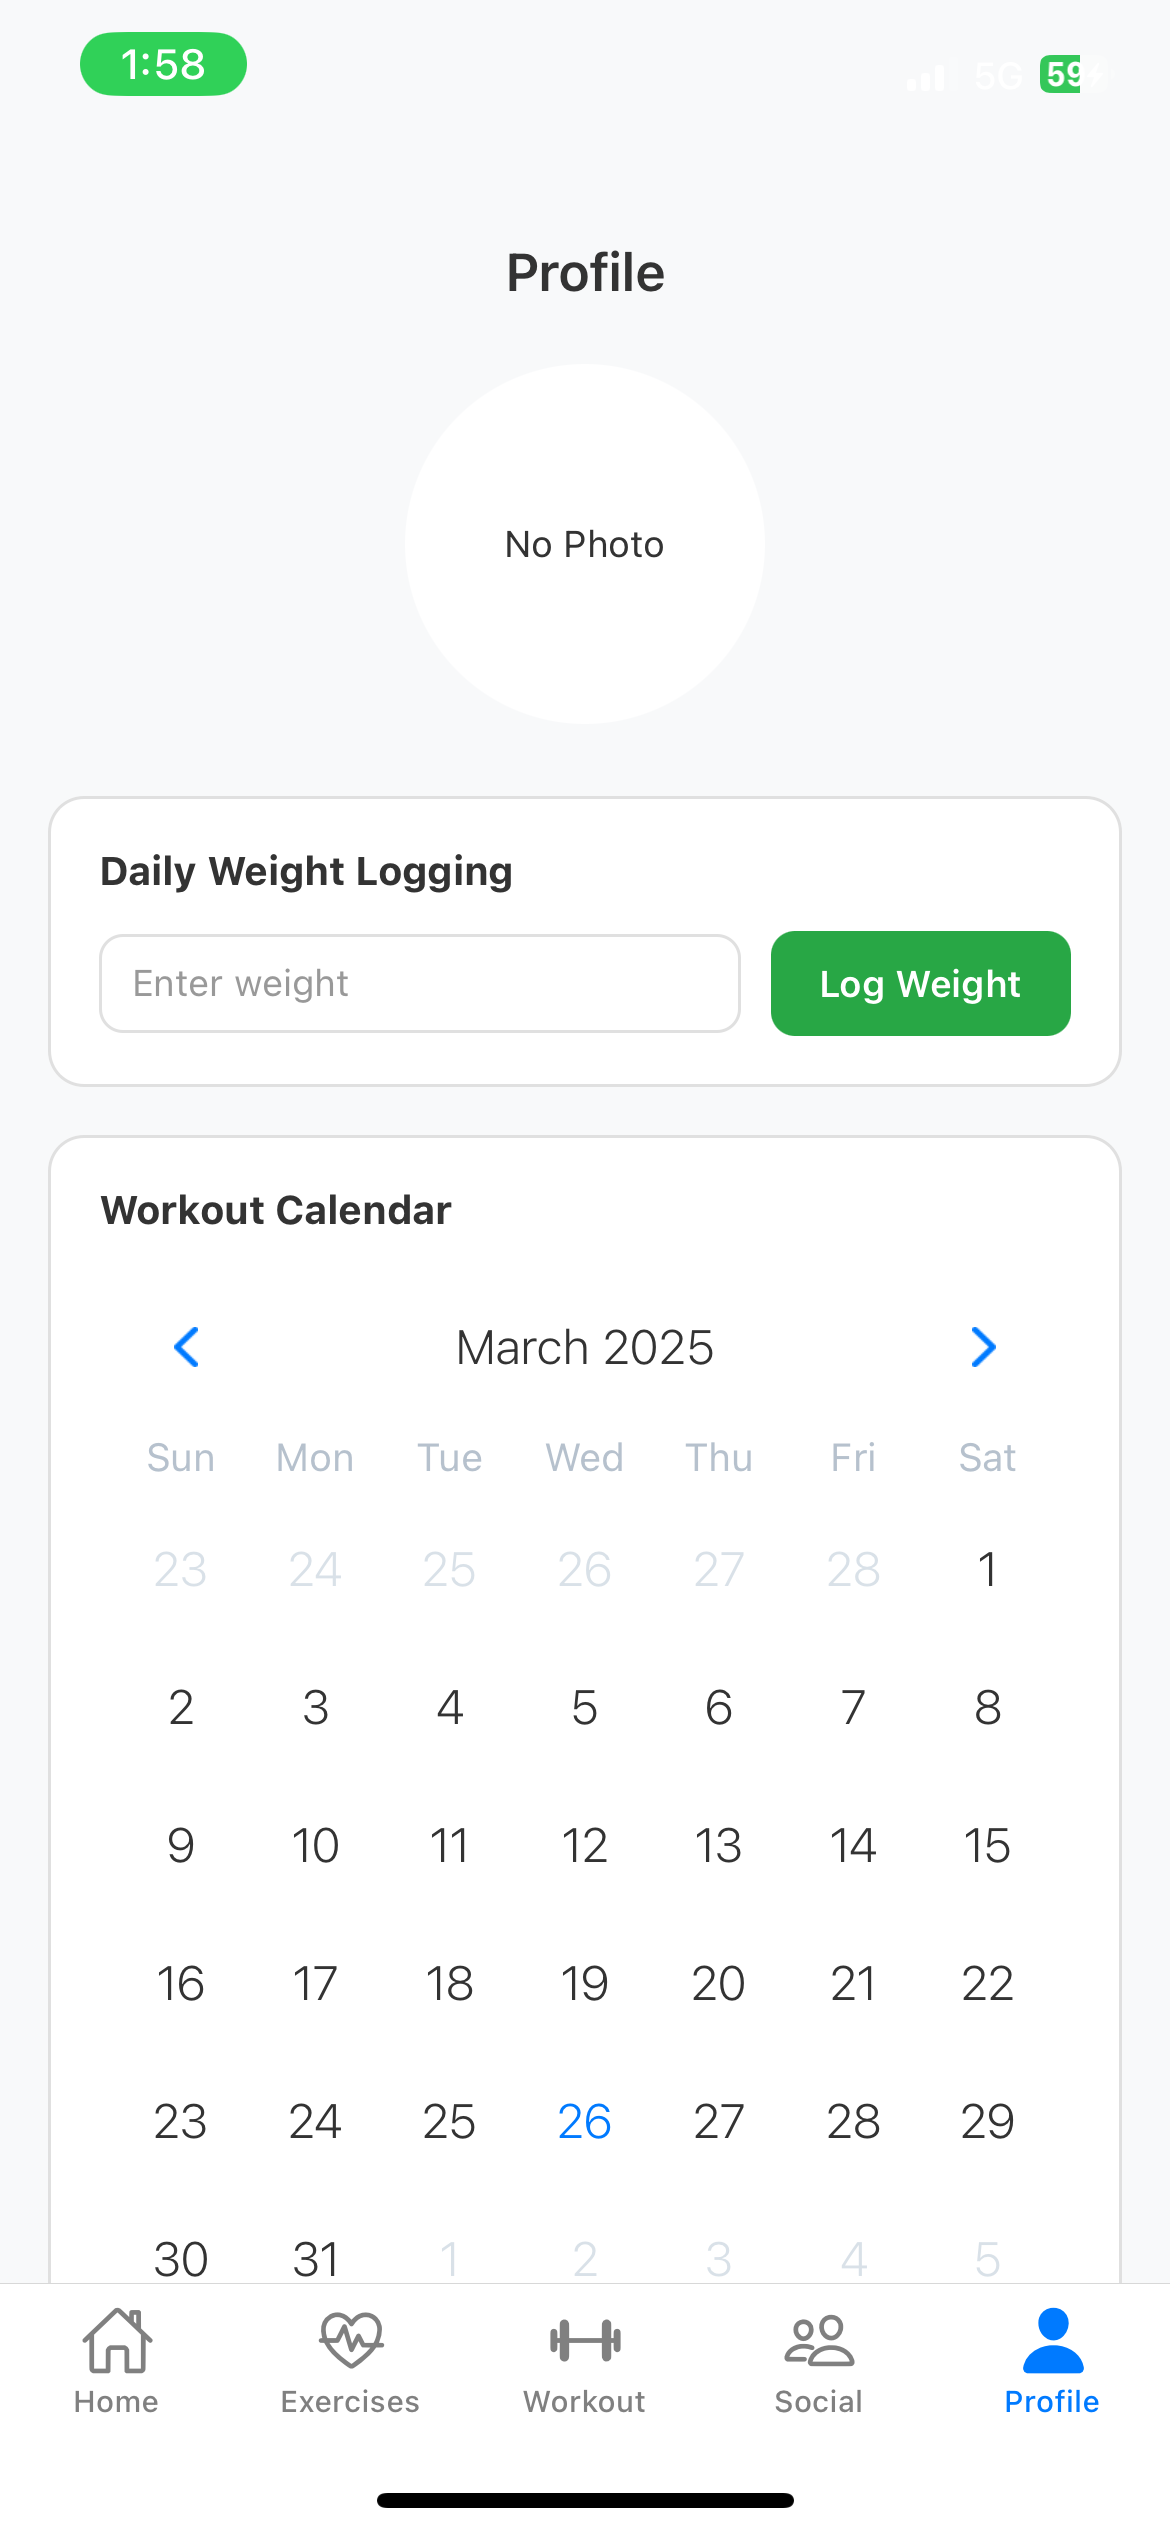 1:58 5G 59
Profile
No Photo
Daily Weight Logging
Enter weight Log Weight
Workout Calendar
March 2025
Sun Mon Tue Wed Thu Fri Sat
23 24 25 26 27 28 1
2 3 4 5 6 7 8
9 10 11 12 13 14 15
16 17 18 19 20 21 22
23 24 25 26 27 28 29
30 31 1 2 3 4 5
Home Exercises Workout Social Profile